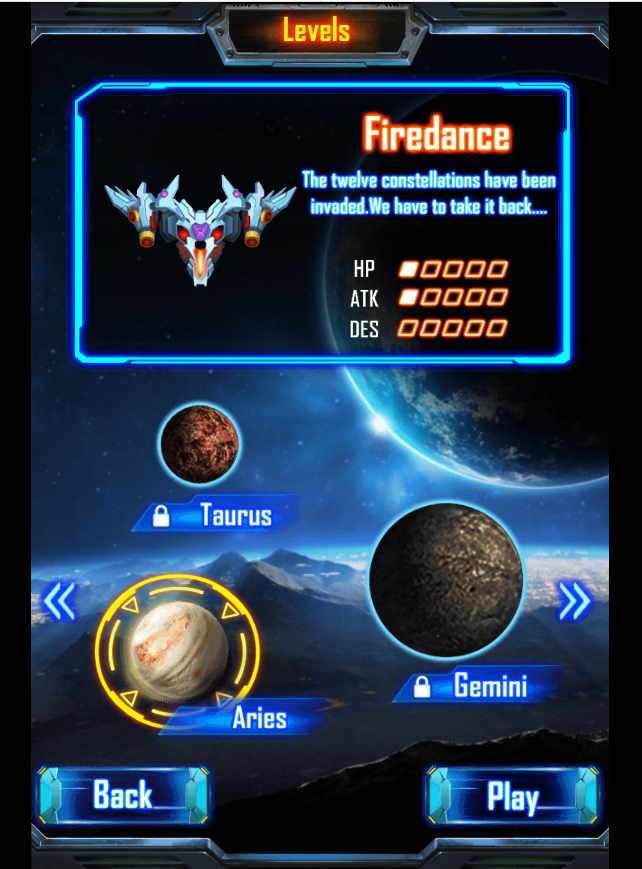 Levels
Firedance
The twelve constellations have been
invaded.We have to take it back....
HP
ATK
DES
Taurus
Gemini
Aries
Back
Play